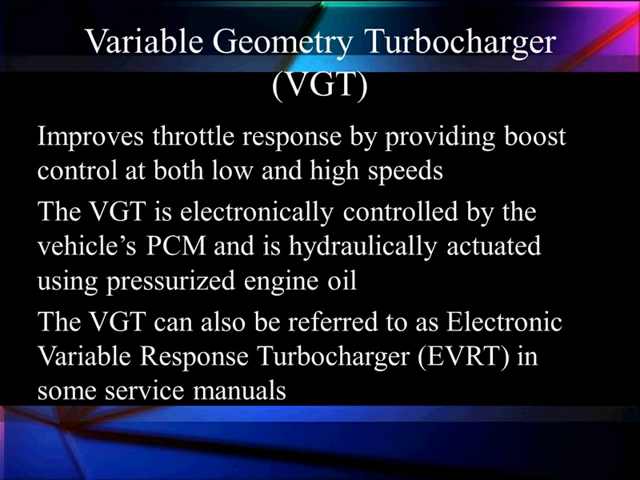 Variable Geometry Turbocharger
(VGT)
Improves throttle response by providing boost
control at both low and high speeds
The VGT is electronically controlled by the
vehicle’s PCM and is hydraulically actuated
using pressurized engine oil
The VGT can also be referred to as Electronic
Variable Response Turbocharger (EVRT) in
some service manuals